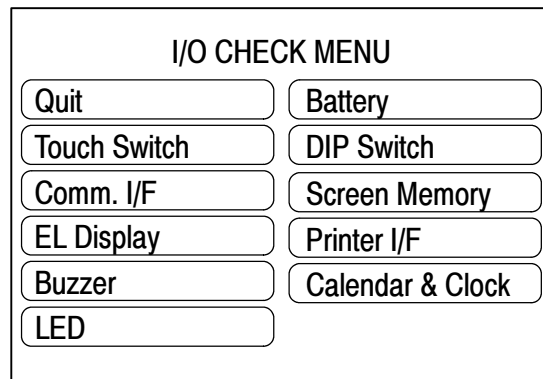 I/O CHECK MENU
Quit
Battery
Touch Switch
DIP Switch
Comm. I/F
Screen Memory
EL Display
Printer I/F
Buzzer
Calendar & Clock
LED